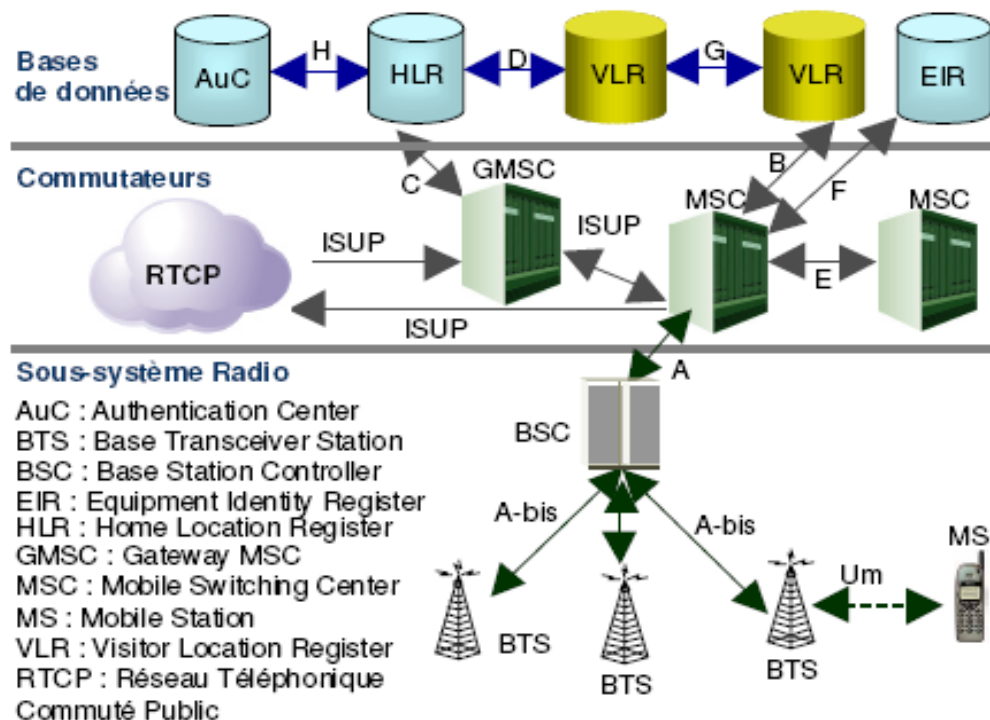 Bases
de données
AuC
H
HLR
D
VLR
G
VLR
EIR
Commutateurs
C
GMSC
B
F
MSC
MSC
RTCP
ISUP
ISUP
E
ISUP
Sous-système Radio
A
AuC : Authentication Center
BTS : Base Transceiver Station
BSC : Base Station Controller
EIR : Equipment Identity Register
HLR : Home Location Register
GMSC : Gateway MSC
MSC : Mobile Switching Center
MS : Mobile Station
VLR : Visitor Location Register
RTCP : Réseau Téléphonique
Commuté Public
BSC
A-bis
A-bis
MS
Um
BTS
BTS
BTS